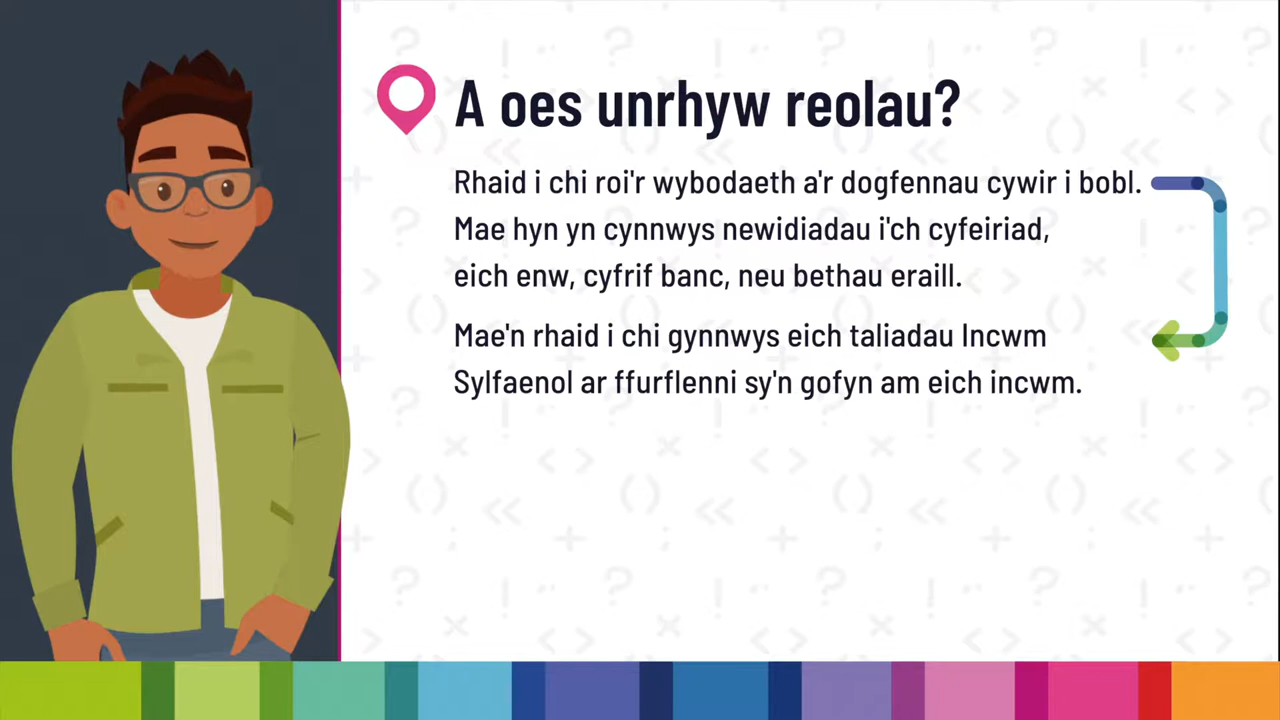 A oes unrhyw reolau?
Rhaid i chi roi'r wybodaeth a'r dogfennau cywir i bobl.
Mae hyn yn cynnwys newidiadau i'ch cyfeiriad,
eich enw, cyfrif banc, neu bethau eraill.
Mae'n rhaid i chi gynnwys eich taliadau Incwm
Sylfaenol ar ffurflenni sy'n gofyn am eich incwm.